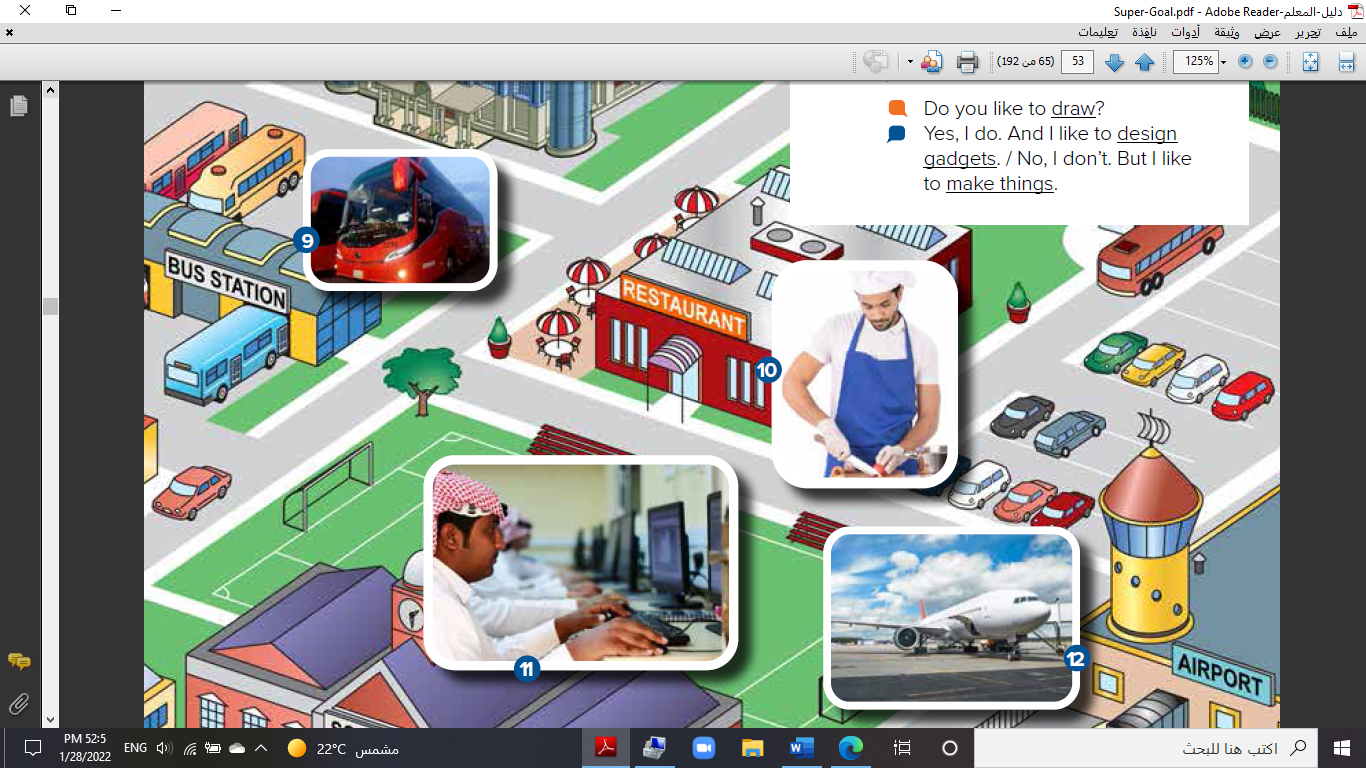 دليل-المعلم-Super-Goal.pdf - Adobe Reader
ملف تحرير عرض وثيقة أدوات نافذة تعليمات
53 (65 من 192) 125%
Do you like to draw?
Yes, I do. And I like to design
gadgets. / No, I don't. But I like
to make things.
9
BUS STATION
RESTAURANT
10
11
12
AIRPORT
PM 52:5
1/28/2022
ENG
22°C مشمس
اكتب هنا للبحث